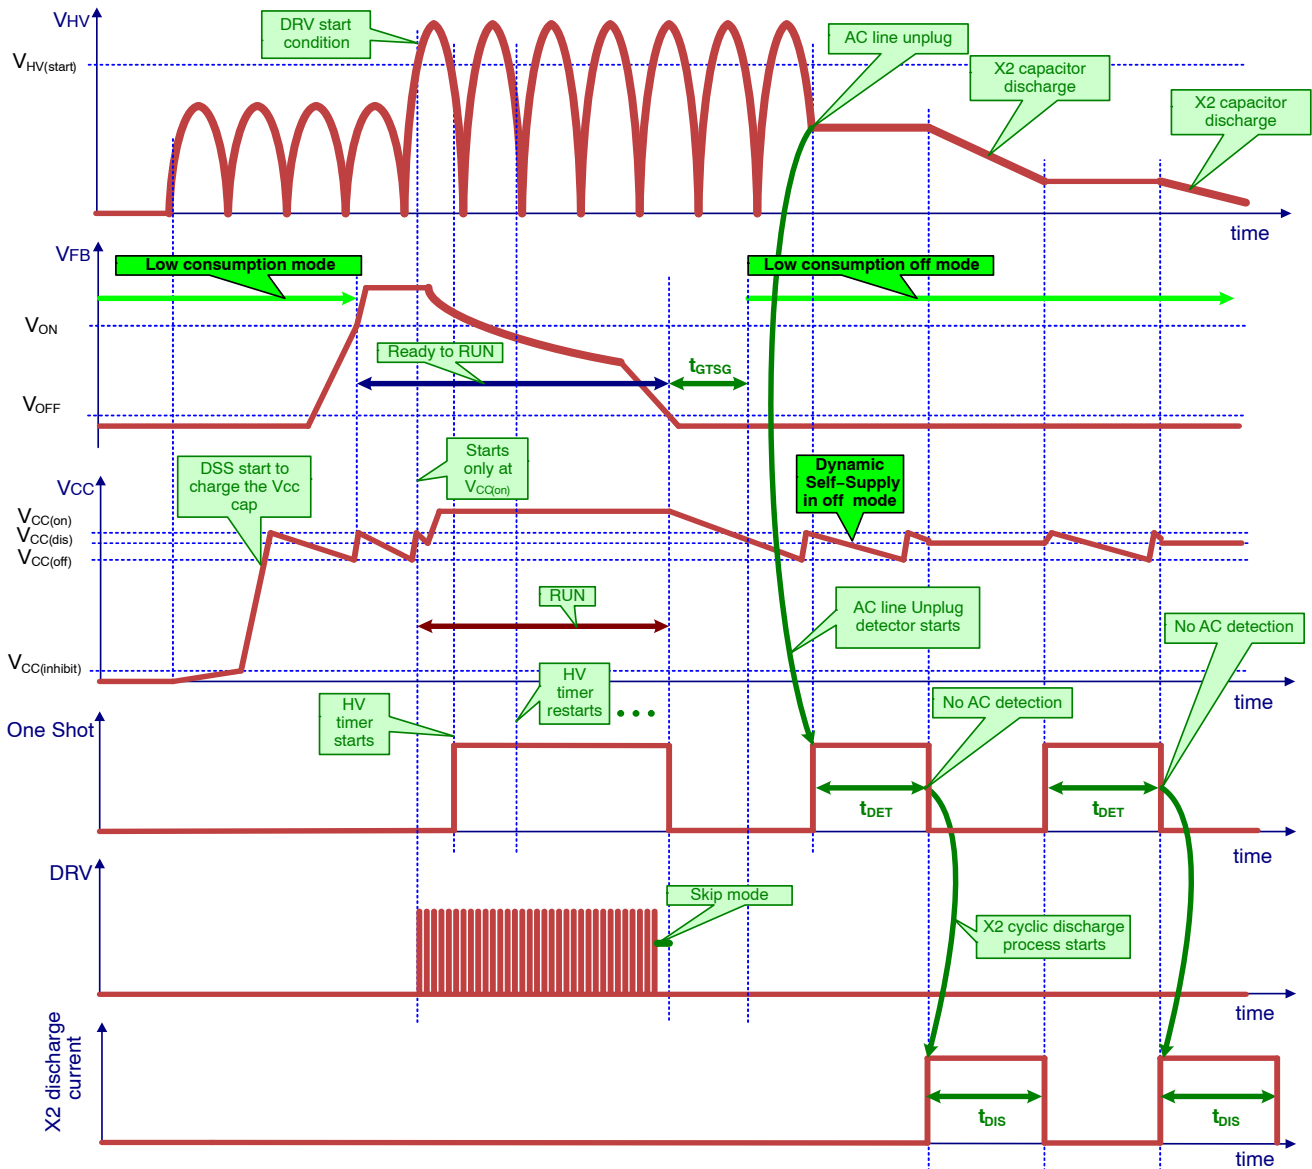 VHV
DRV start
condition
AC line unplug
VHV(start)
X2 capacitor
discharge
X2 capacitor
discharge
time
VFB
Low consumption mode
Low consumption off mode
VON
Ready to RUN
tGTSG
VOFF
DSS start to
charge the Vcc
cap
Starts
only at
VCC(on)
Dynamic
Self–Supply
in off mode
VCC
VCC(on)
VCC(dis)
VCC(off)
RUN
AC line Unplug
detector starts
No AC detection
VCC(inhibit)
time
HV
timer
restarts
HV
timer
starts
No AC detection
One Shot
tDET
tDET
time
DRV
Skip mode
X2 cyclic discharge
process starts
time
X2 discharge
current
tDIS
tDIS
time